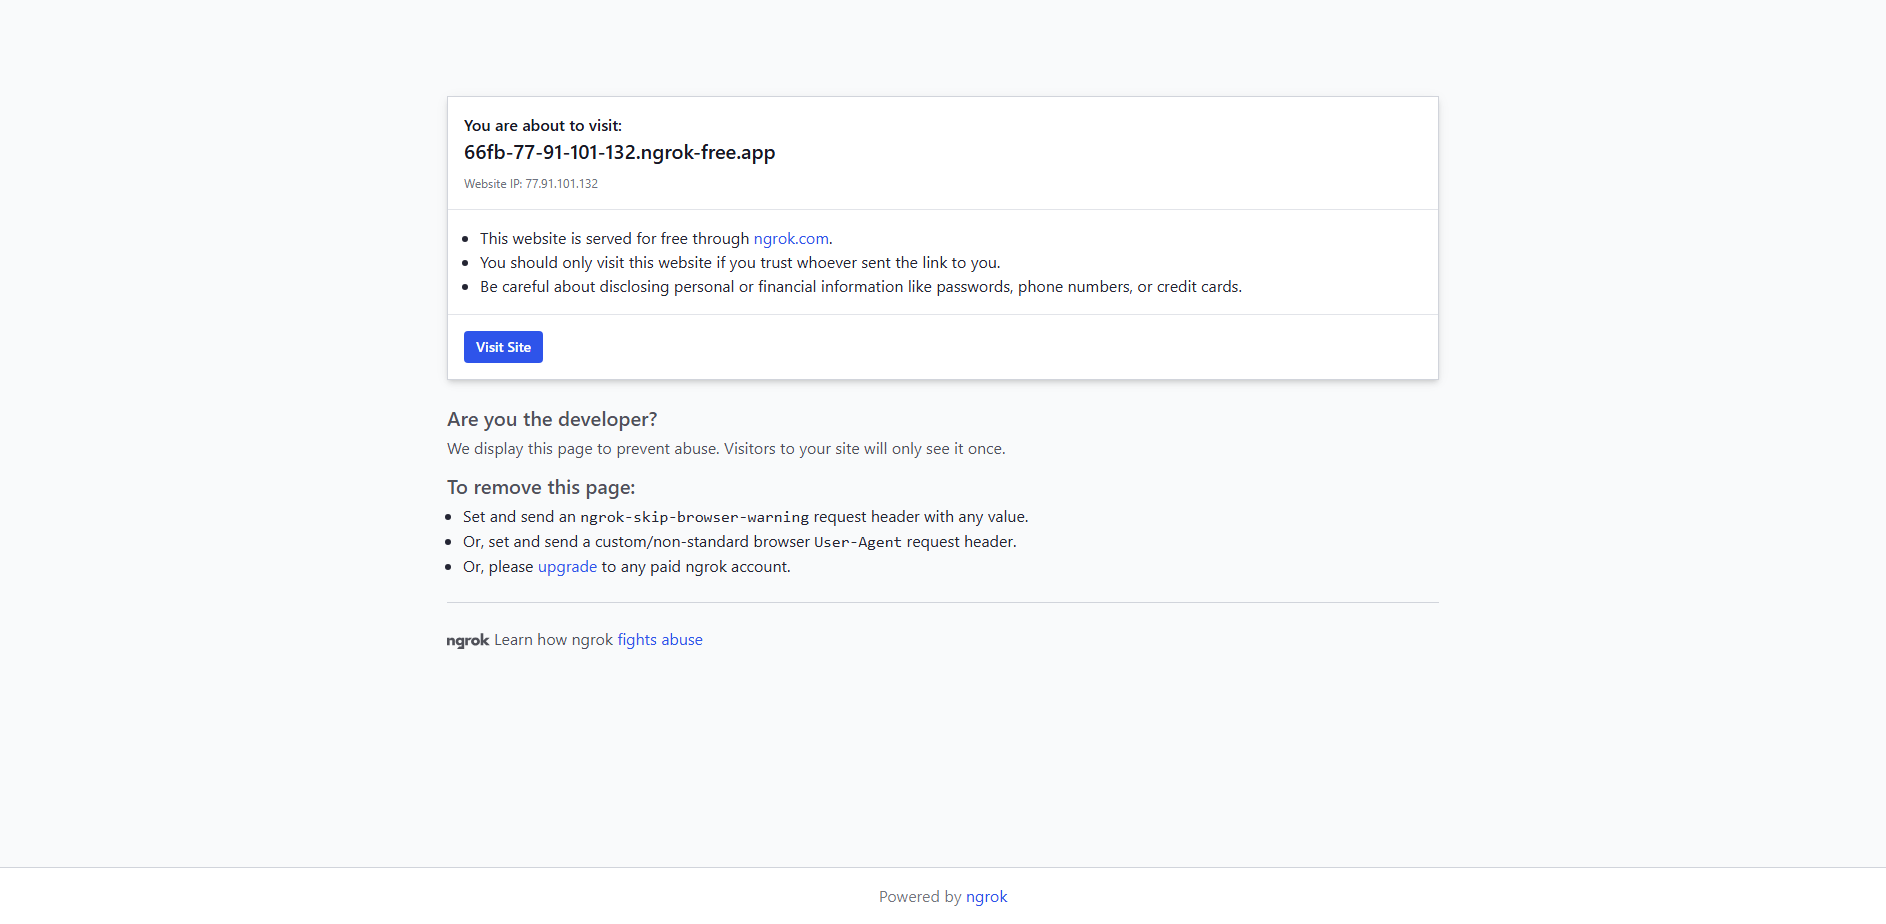 You are about to visit:
66fb-77-91-101-132.ngrok-free.app
Website IP: 77.91.101.132
This website is served for free through ngrok.com.
You should only visit this website if you trust whoever sent the link to you.
Be careful about disclosing personal or financial information like passwords, phone numbers, or credit cards.
Visit Site
Are you the developer?
We display this page to prevent abuse. Visitors to your site will only see it once.
To remove this page:
Set and send an ngrok-skip-browser-warning request header with any value.
Or, set and send a custom/non-standard browser User-Agent request header.
Or, please upgrade to any paid ngrok account.
ngrok Learn how ngrok fights abuse
Powered by ngrok